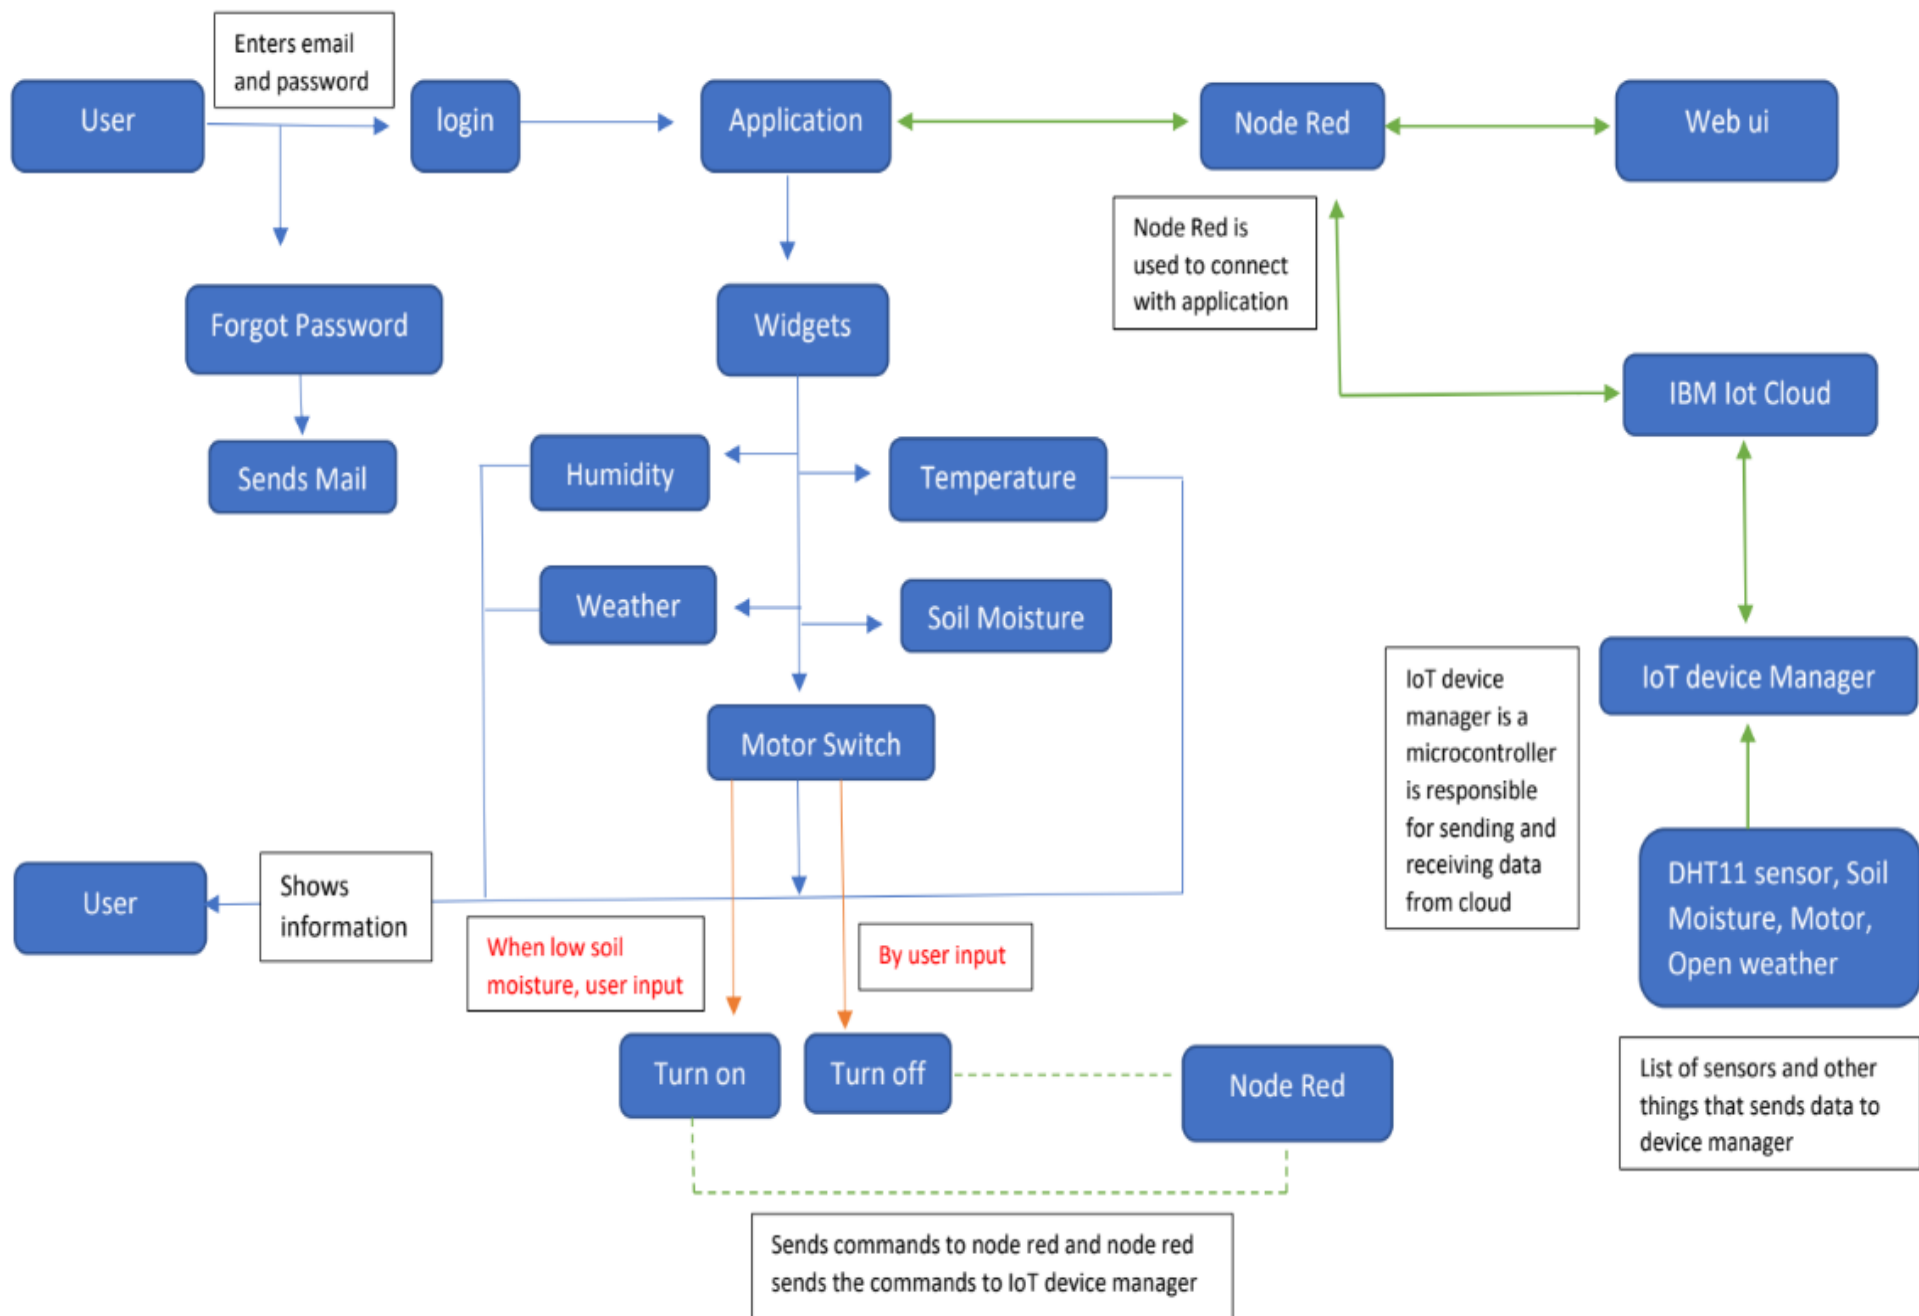 Enters email
and password
User
login
Application
Node Red
Web ui
Node Red is
used to connect
with application
Forgot Password
Widgets
IBM Iot Cloud
Sends Mail
Humidity
Temperature
Weather
Soil Moisture
IoT device
manager is a
microcontroller
is responsible
for sending and
receiving data
from cloud
IoT device Manager
Motor Switch
User
Shows
information
When low soil
moisture, user input
By user input
DHT11 sensor, Soil
Moisture, Motor,
Open weather
Turn on
Turn off
Node Red
List of sensors and other
things that sends data to
device manager
Sends commands to node red and node red
sends the commands to IoT device manager